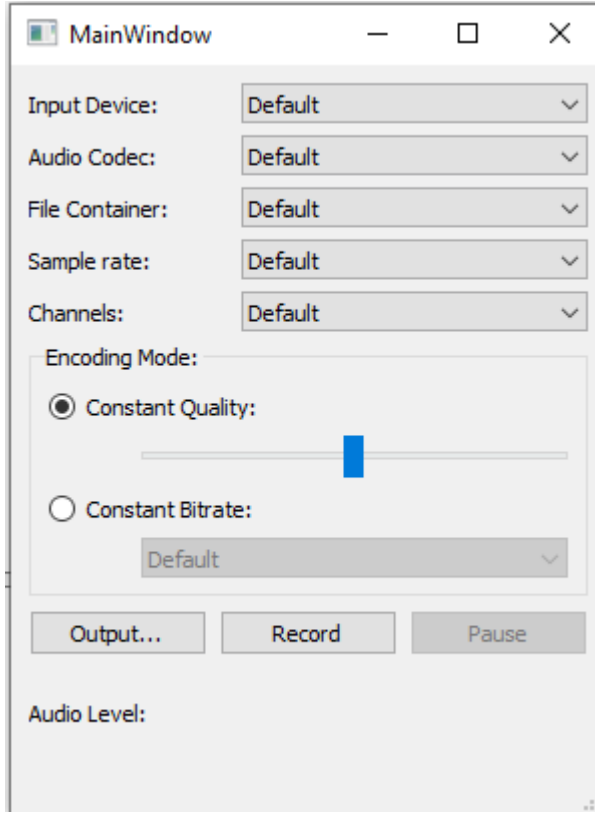 MainWindow
Input Device: Default
Audio Codec: Default
File Container: Default
Sample rate: Default
Channels: Default
Encoding Mode:
Constant Quality:
Constant Bitrate:
Default
Output... Record Pause
Audio Level: